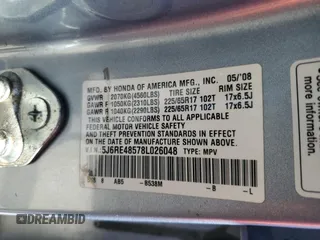 MFD. BY HONDA OF AMERICA MFG., INC. 05/'08
GVWR 2070KG(4560LBS) TIRE SIZE RIM SIZE
GAWR F 1050KG(2310LBS) 225/65R17 102T 17x6.5J
GAWR R 1040KG(2290LBS) 225/65R17 102T 17x6.5J
THIS VEHICLE CONFORMS TO ALL APPLICABLE
FEDERAL MOTOR VEHICLE SAFETY, BUMPER,
AND THEFT PREVENTION STANDARDS IN EFFECT
ON THE DATE OF MANUFACTURE SHOWN ABOVE.
V.I.N.:5J6RE48578L026048 TYPE: MPV
ABS -B538M -B -L
©DREAMBID
dreambid.com